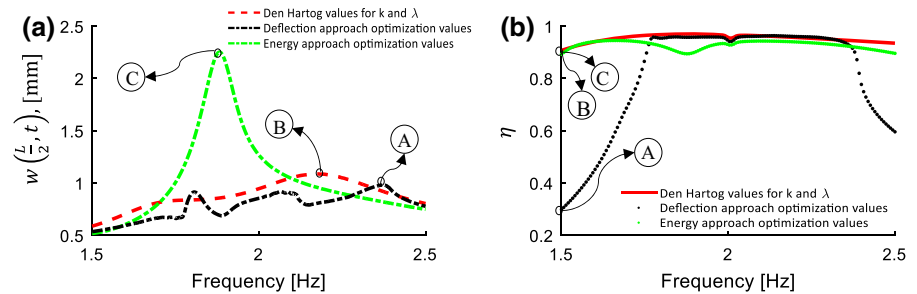 (a)
Den Hartog values for k and λ
Deflection approach optimization values
Energy approach optimization values
w (L/2, t), [mm]
2.5
2
1.5
1
0.5
C
B
A
1.5
2
2.5
Frequency [Hz]
(b)
η
1
0.8
0.6
0.4
0.2
C
B
A
Den Hartog values for k and λ
Deflection approach optimization values
Energy approach optimization values
1.5
2
2.5
Frequency [Hz]